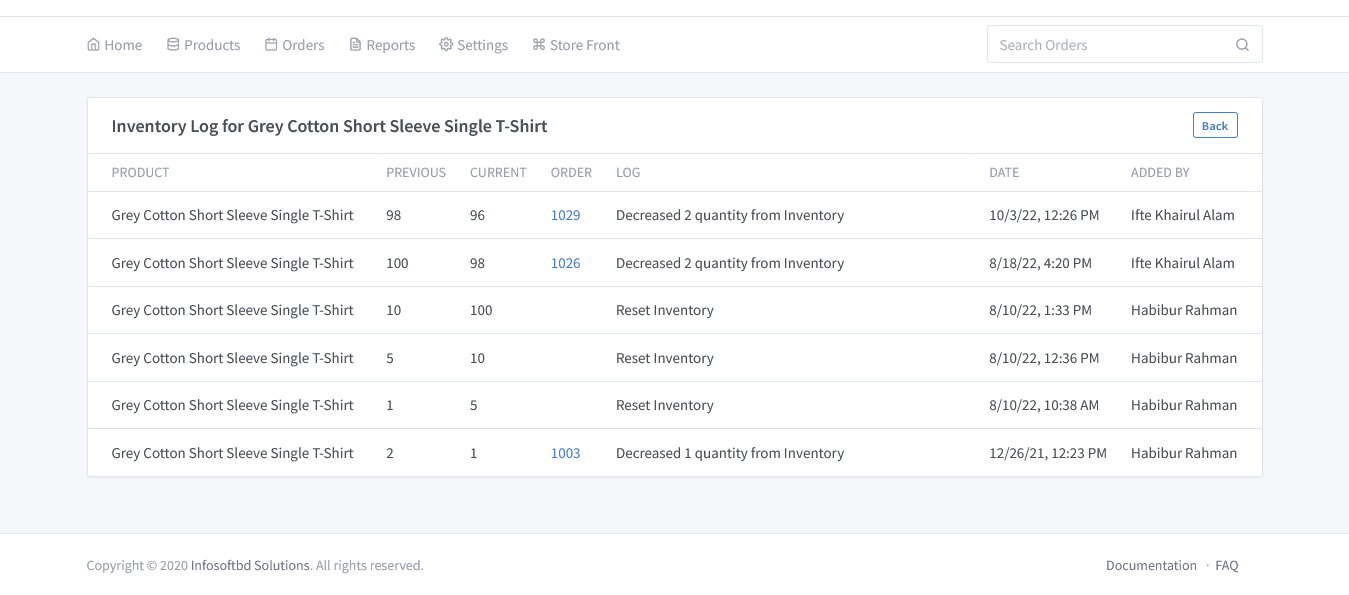 Home Products Orders Reports Settings Store Front Search Orders
Inventory Log for Grey Cotton Short Sleeve Single T-Shirt Back
PRODUCT PREVIOUS CURRENT ORDER LOG DATE ADDED BY
Grey Cotton Short Sleeve Single T-Shirt 98 96 1029 Decreased 2 quantity from Inventory 10/3/22, 12:26 PM Ifte Khairul Alam
Grey Cotton Short Sleeve Single T-Shirt 100 98 1026 Decreased 2 quantity from Inventory 8/18/22, 4:20 PM Ifte Khairul Alam
Grey Cotton Short Sleeve Single T-Shirt 10 100 Reset Inventory 8/10/22, 1:33 PM Habibur Rahman
Grey Cotton Short Sleeve Single T-Shirt 5 10 Reset Inventory 8/10/22, 12:36 PM Habibur Rahman
Grey Cotton Short Sleeve Single T-Shirt 1 5 Reset Inventory 8/10/22, 10:38 AM Habibur Rahman
Grey Cotton Short Sleeve Single T-Shirt 2 1 1003 Decreased 1 quantity from Inventory 12/26/21, 12:23 PM Habibur Rahman
Copyright © 2020 Infosoftbd Solutions. All rights reserved. Documentation · FAQ